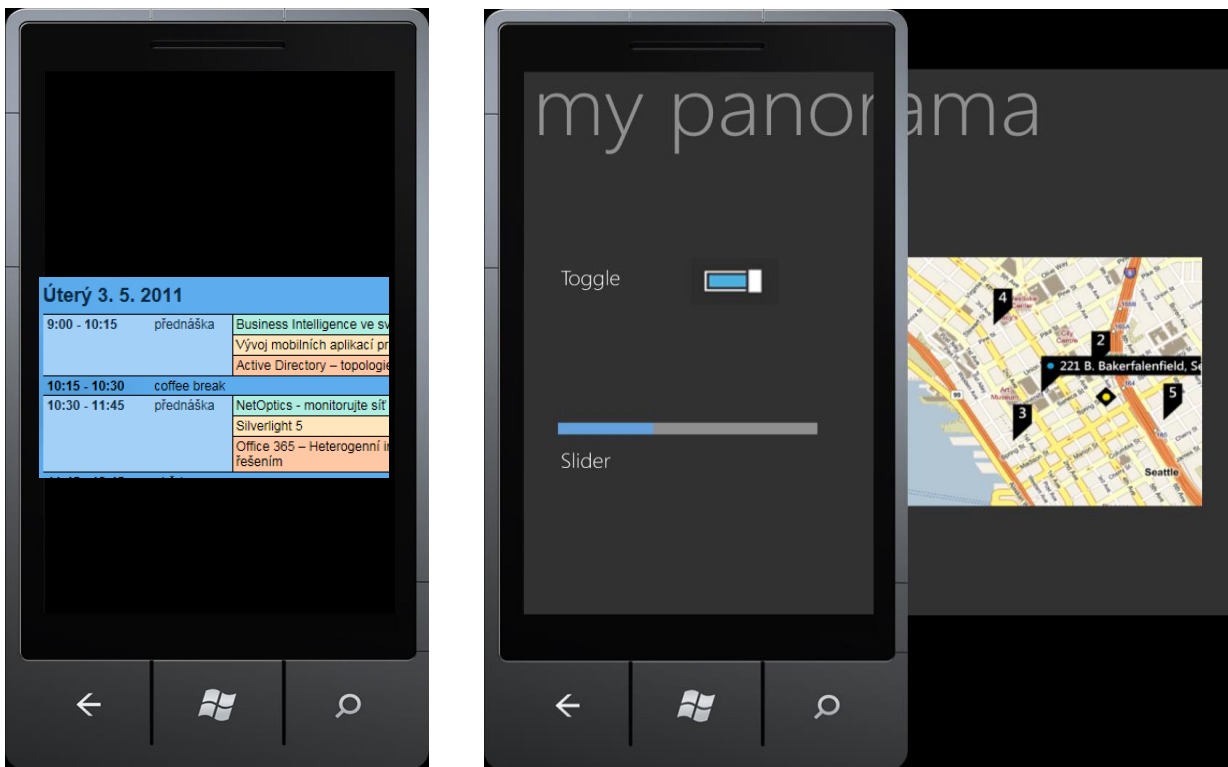 Úterý 3. 5. 2011
9:00 - 10:15 přednáška Business Intelligence ve sv
Vývoj mobilních aplikací pr
Active Directory – topologie
10:15 - 10:30 coffee break
10:30 - 11:45 přednáška NetOptics - monitorujte síť
Silverlight 5
Office 365 – Heterogenní i
řešením
my panorama
Toggle
Slider
4
2
221 B. Bakerfalenfield, Se
3
5
Seattle